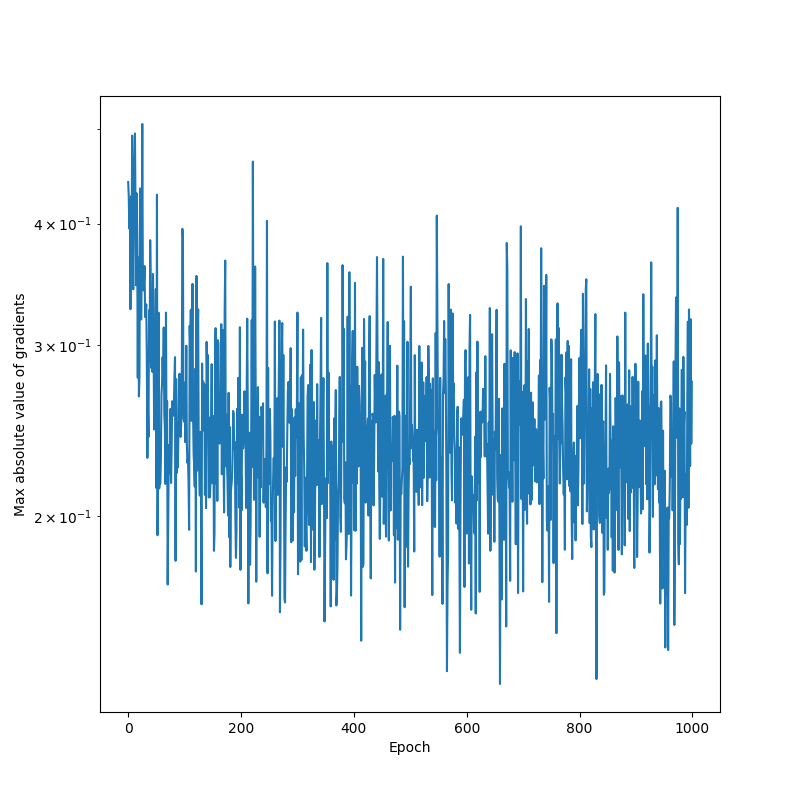 Max absolute value of gradients
4 × 10⁻¹
3 × 10⁻¹
2 × 10⁻¹
0 200 400 600 800 1000
Epoch